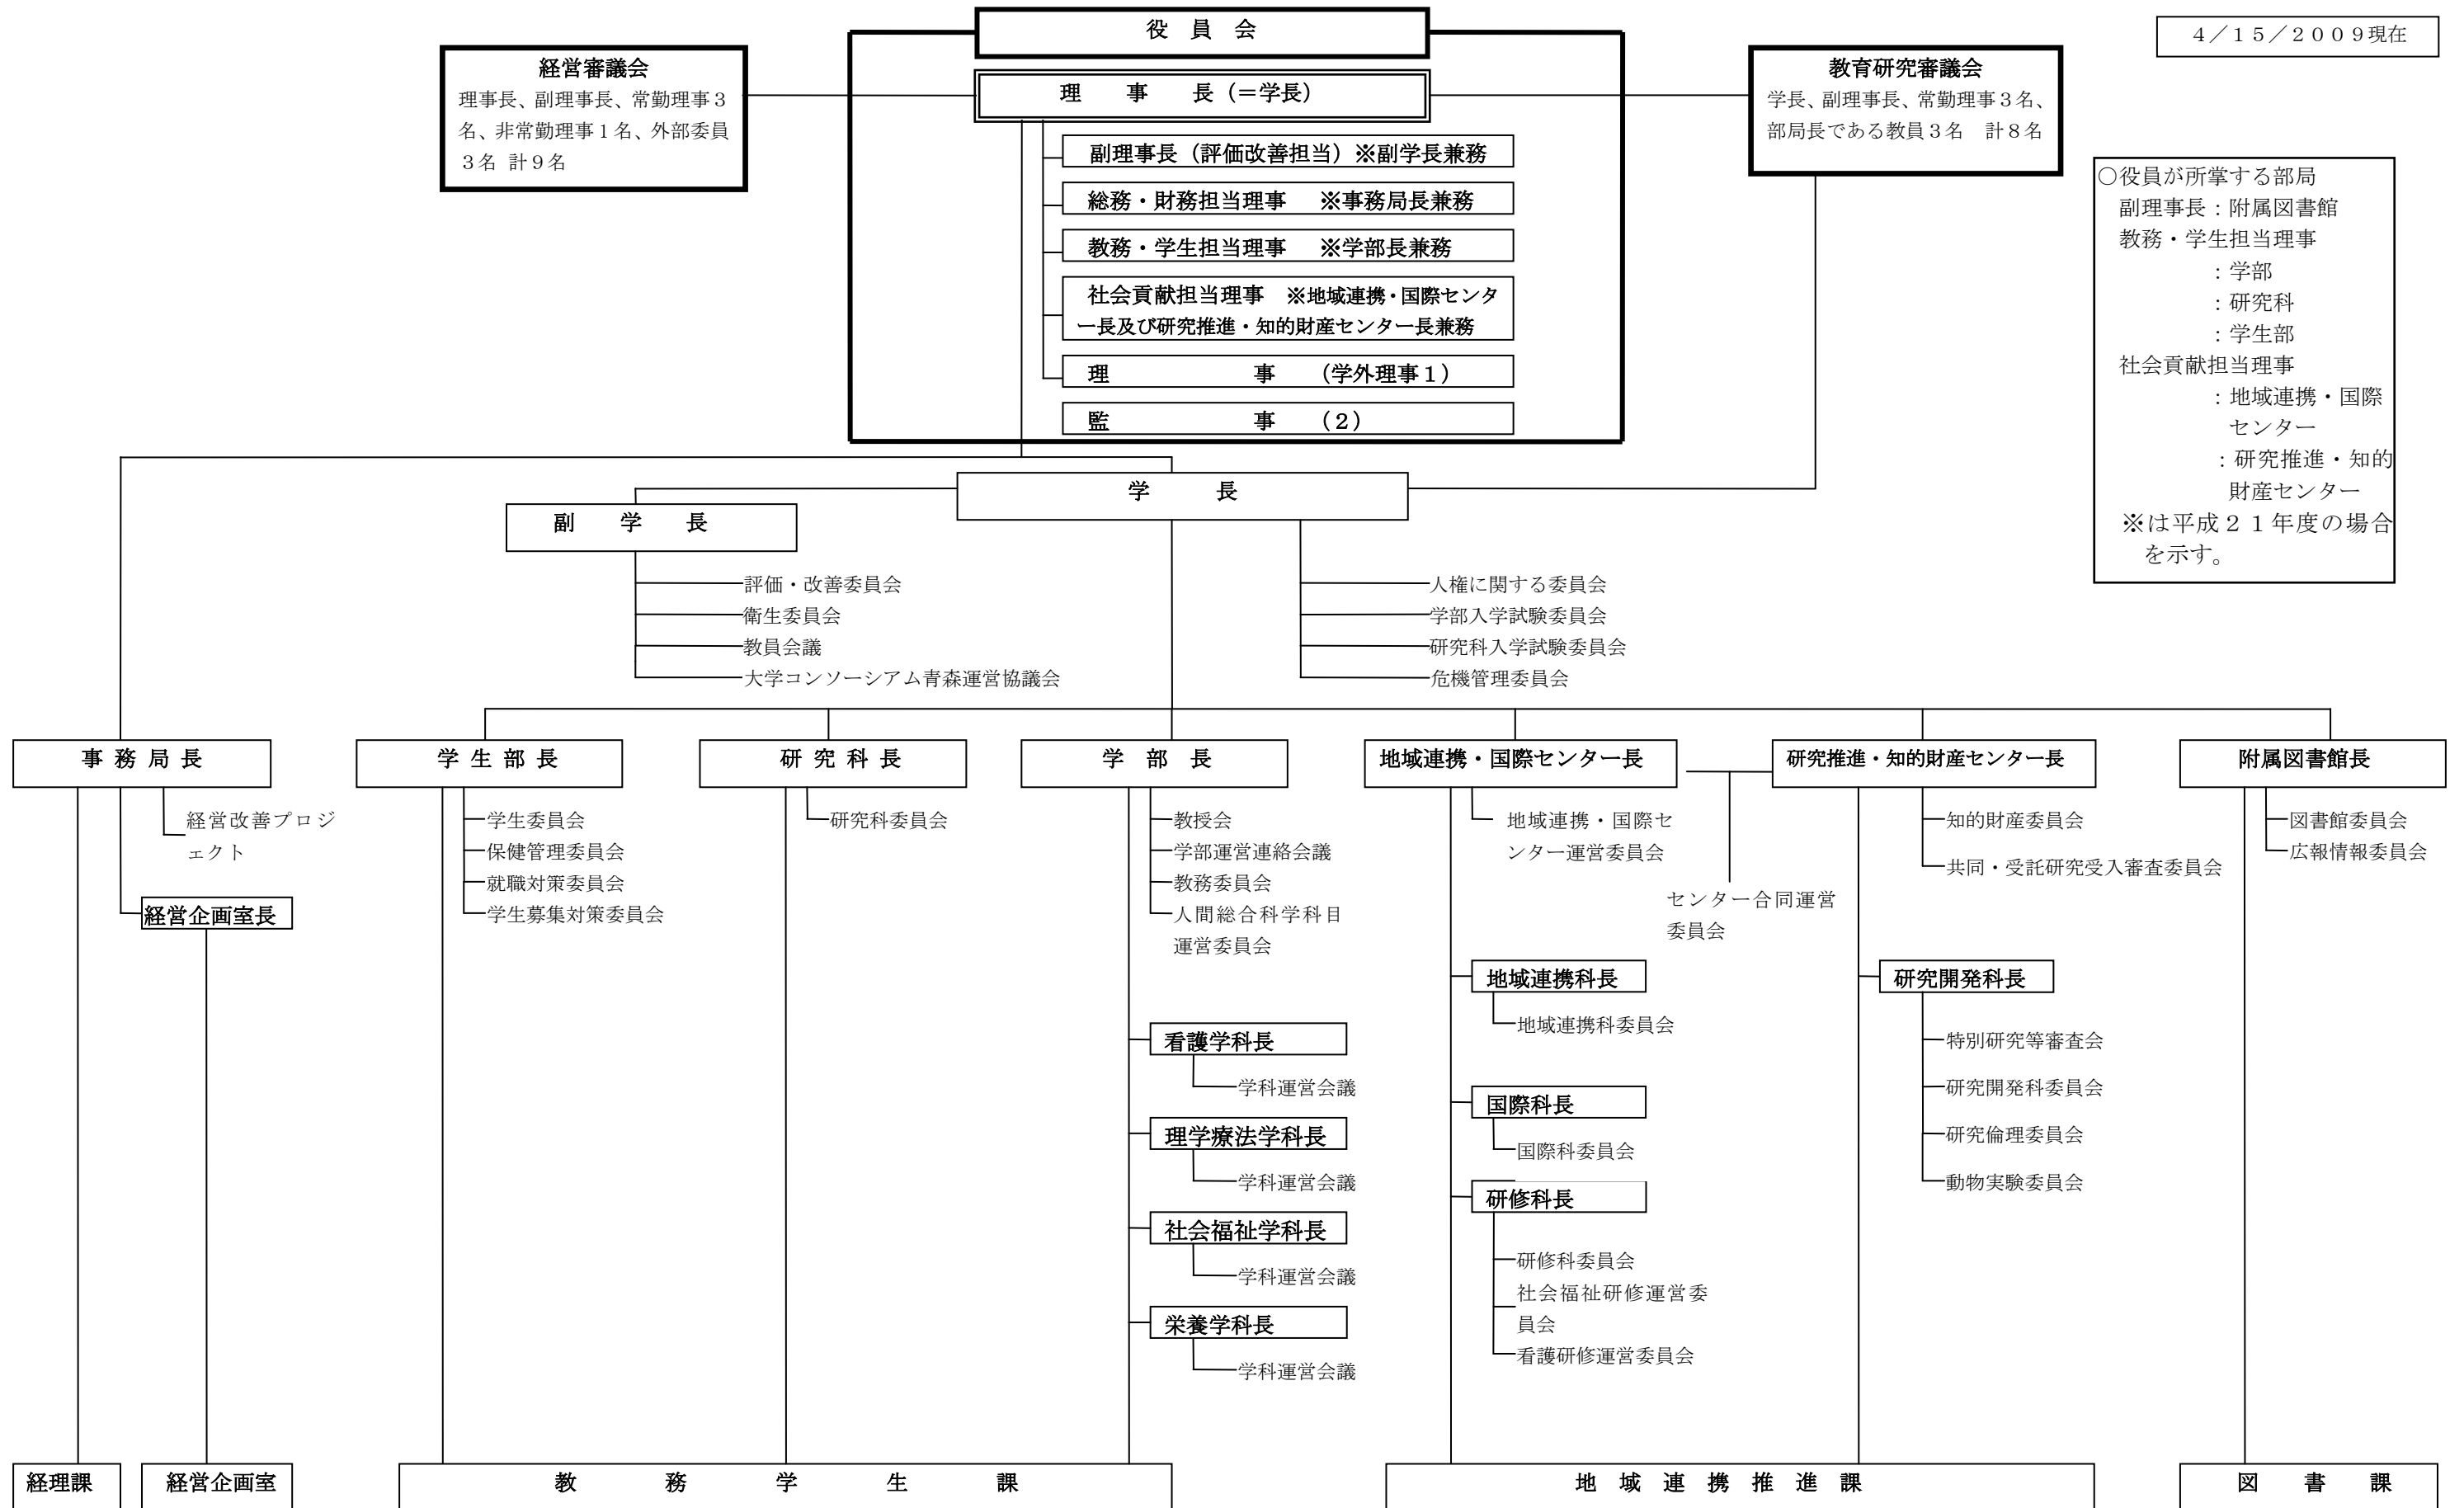 役　員　会
４／１５／２００９現在
経営審議会
理事長、副理事長、常勤理事３
名、非常勤理事１名、外部委員
３名 計９名
理　事　長（＝学長）
教育研究審議会
学長、副理事長、常勤理事３名、
部局長である教員３名　計８名
副理事長（評価改善担当）※副学長兼務
総務・財務担当理事　※事務局長兼務
教務・学生担当理事　※学部長兼務
社会貢献担当理事　※地域連携・国際センタ
ー長及び研究推進・知的財産センター長兼務
理　事　（学外理事１）
監　事　（２）
○役員が所掌する部局
副理事長：附属図書館
教務・学生担当理事
：学部
：研究科
：学生部
社会貢献担当理事
：地域連携・国際
センター
：研究推進・知的
財産センター
※は平成２１年度の場合
を示す。
学　長
副　学　長
評価・改善委員会
衛生委員会
教員会議
大学コンソーシアム青森運営協議会
人権に関する委員会
学部入学試験委員会
研究科入学試験委員会
危機管理委員会
事 務 局 長
経営改善プロジ
ェクト
経営企画室長
学 生 部 長
学生委員会
保健管理委員会
就職対策委員会
学生募集対策委員会
研 究 科 長
研究科委員会
学　部　長
教授会
学部運営連絡会議
教務委員会
人間総合科学科目
運営委員会
看護学科長
学科運営会議
理学療法学科長
学科運営会議
社会福祉学科長
学科運営会議
栄養学科長
学科運営会議
地域連携・国際センター長
地域連携・国際セ
ンター運営委員会
センター合同運営
委員会
地域連携科長
地域連携科委員会
国際科長
国際科委員会
研修科長
研修科委員会
社会福祉研修運営委
員会
看護研修運営委員会
研究推進・知的財産センター長
知的財産委員会
共同・受託研究受入審査委員会
研究開発科長
特別研究等審査会
研究開発科委員会
研究倫理委員会
動物実験委員会
附属図書館長
図書館委員会
広報情報委員会
経理課
経営企画室
教　務　学　生　課
地　域　連　携　推　進　課
図　書　課